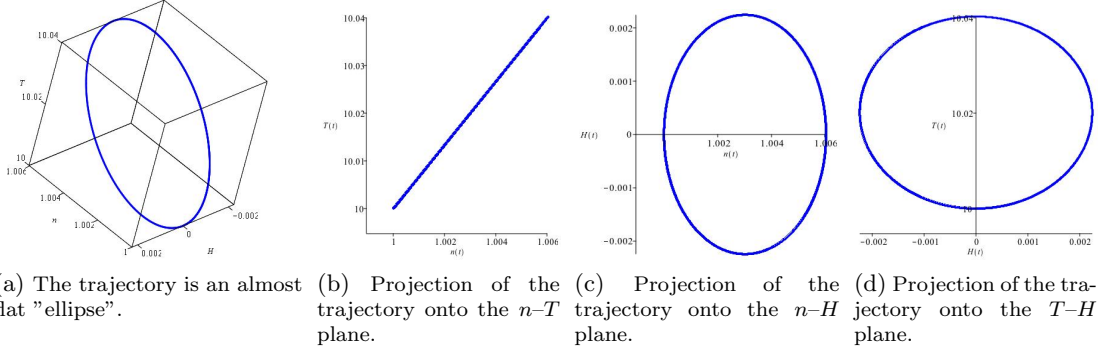 10.04
T
10.02
10
1.006
1.004
n
1.002
1
0.002
0
H
-0.002
10.04
10.03
10.02
T(t)
10.01
10
1 1.002 1.004 1.006
n(t)
0.002
0.001
H(t) 0
1.002 1.004 1.006
n(t)
-0.001
-0.002
10.04
10.02
T(t)
10
-0.002 -0.001 0 0.001 0.002
H(t)
a) The trajectory is an almost
lat "ellipse".
(b) Projection of the
trajectory onto the n–T
plane.
(c) Projection of the
trajectory onto the n–H
plane.
(d) Projection of the tra-
jectory onto the T–H
plane.